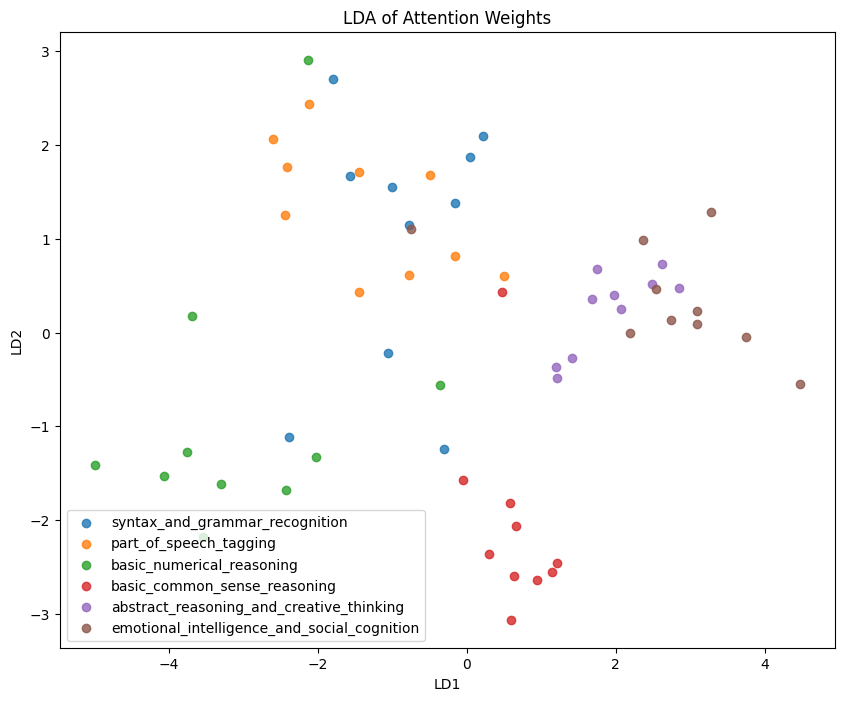 LDA of Attention Weights
3
2
1
0
−1
−2
−3
LD2
syntax_and_grammar_recognition
part_of_speech_tagging
basic_numerical_reasoning
basic_common_sense_reasoning
abstract_reasoning_and_creative_thinking
emotional_intelligence_and_social_cognition
−4
−2
0
2
4
LD1